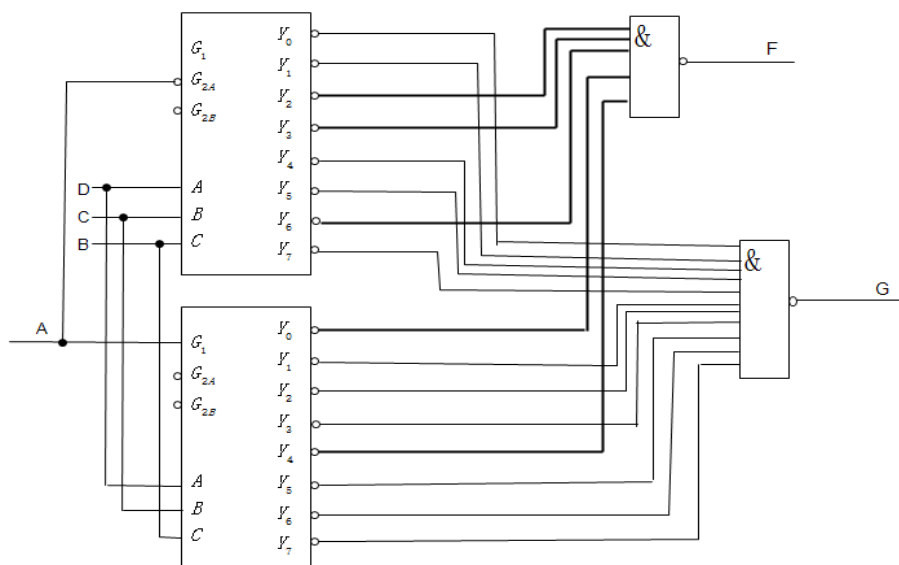 G₁
G₂A
G₂B
A
B
C
Y₀
Y₁
Y₂
Y₃
Y₄
Y₅
Y₆
Y₇
&
F
D
C
B
A
&
G
G₁
G₂A
G₂B
A
B
C
Y₀
Y₁
Y₂
Y₃
Y₄
Y₅
Y₆
Y₇